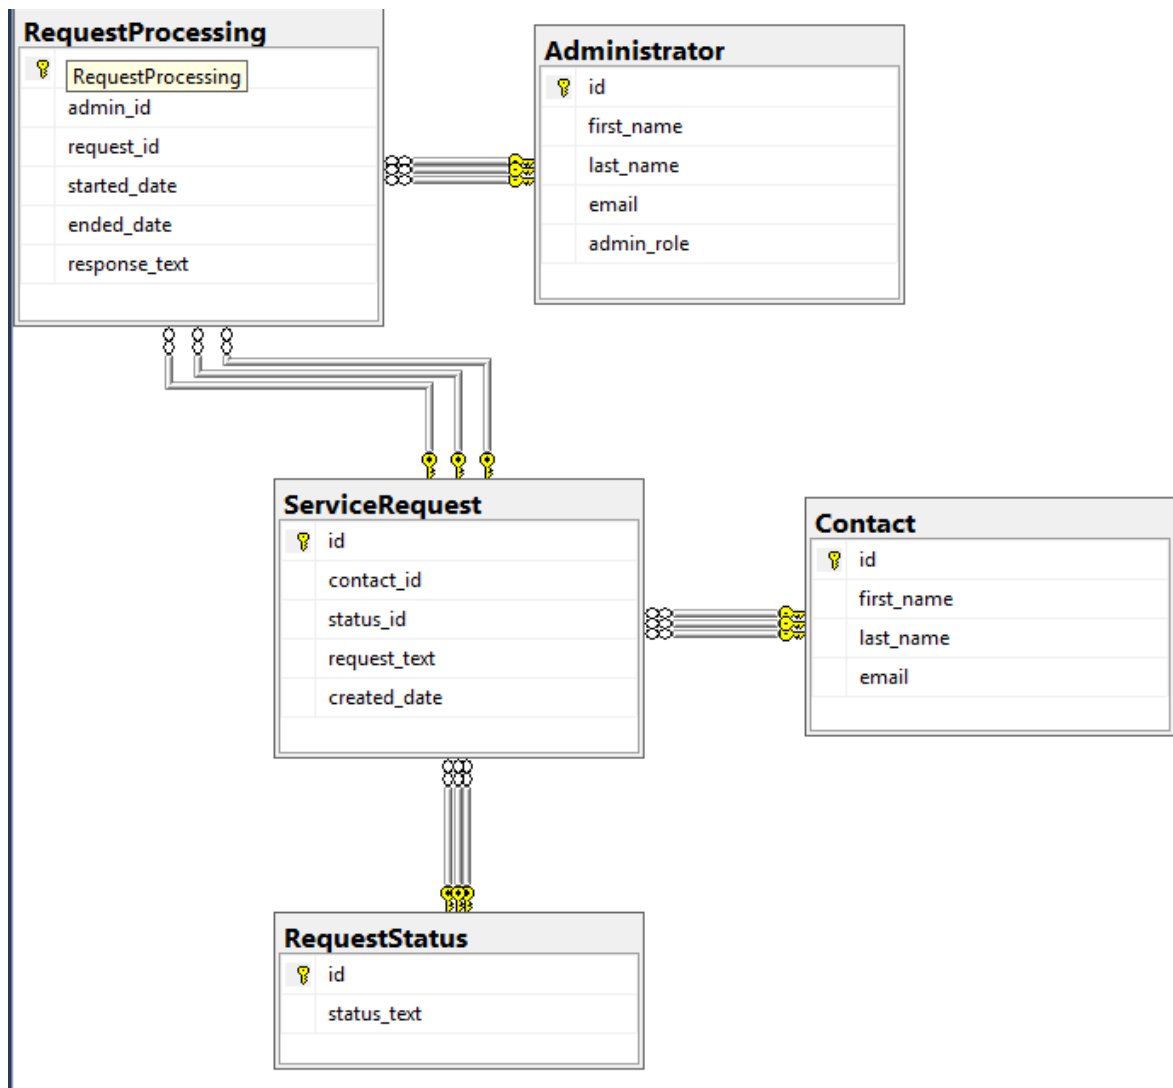 RequestProcessing
RequestProcessing
admin_id
request_id
started_date
ended_date
response_text
Administrator
id
first_name
last_name
email
admin_role
ServiceRequest
id
contact_id
status_id
request_text
created_date
Contact
id
first_name
last_name
email
RequestStatus
id
status_text